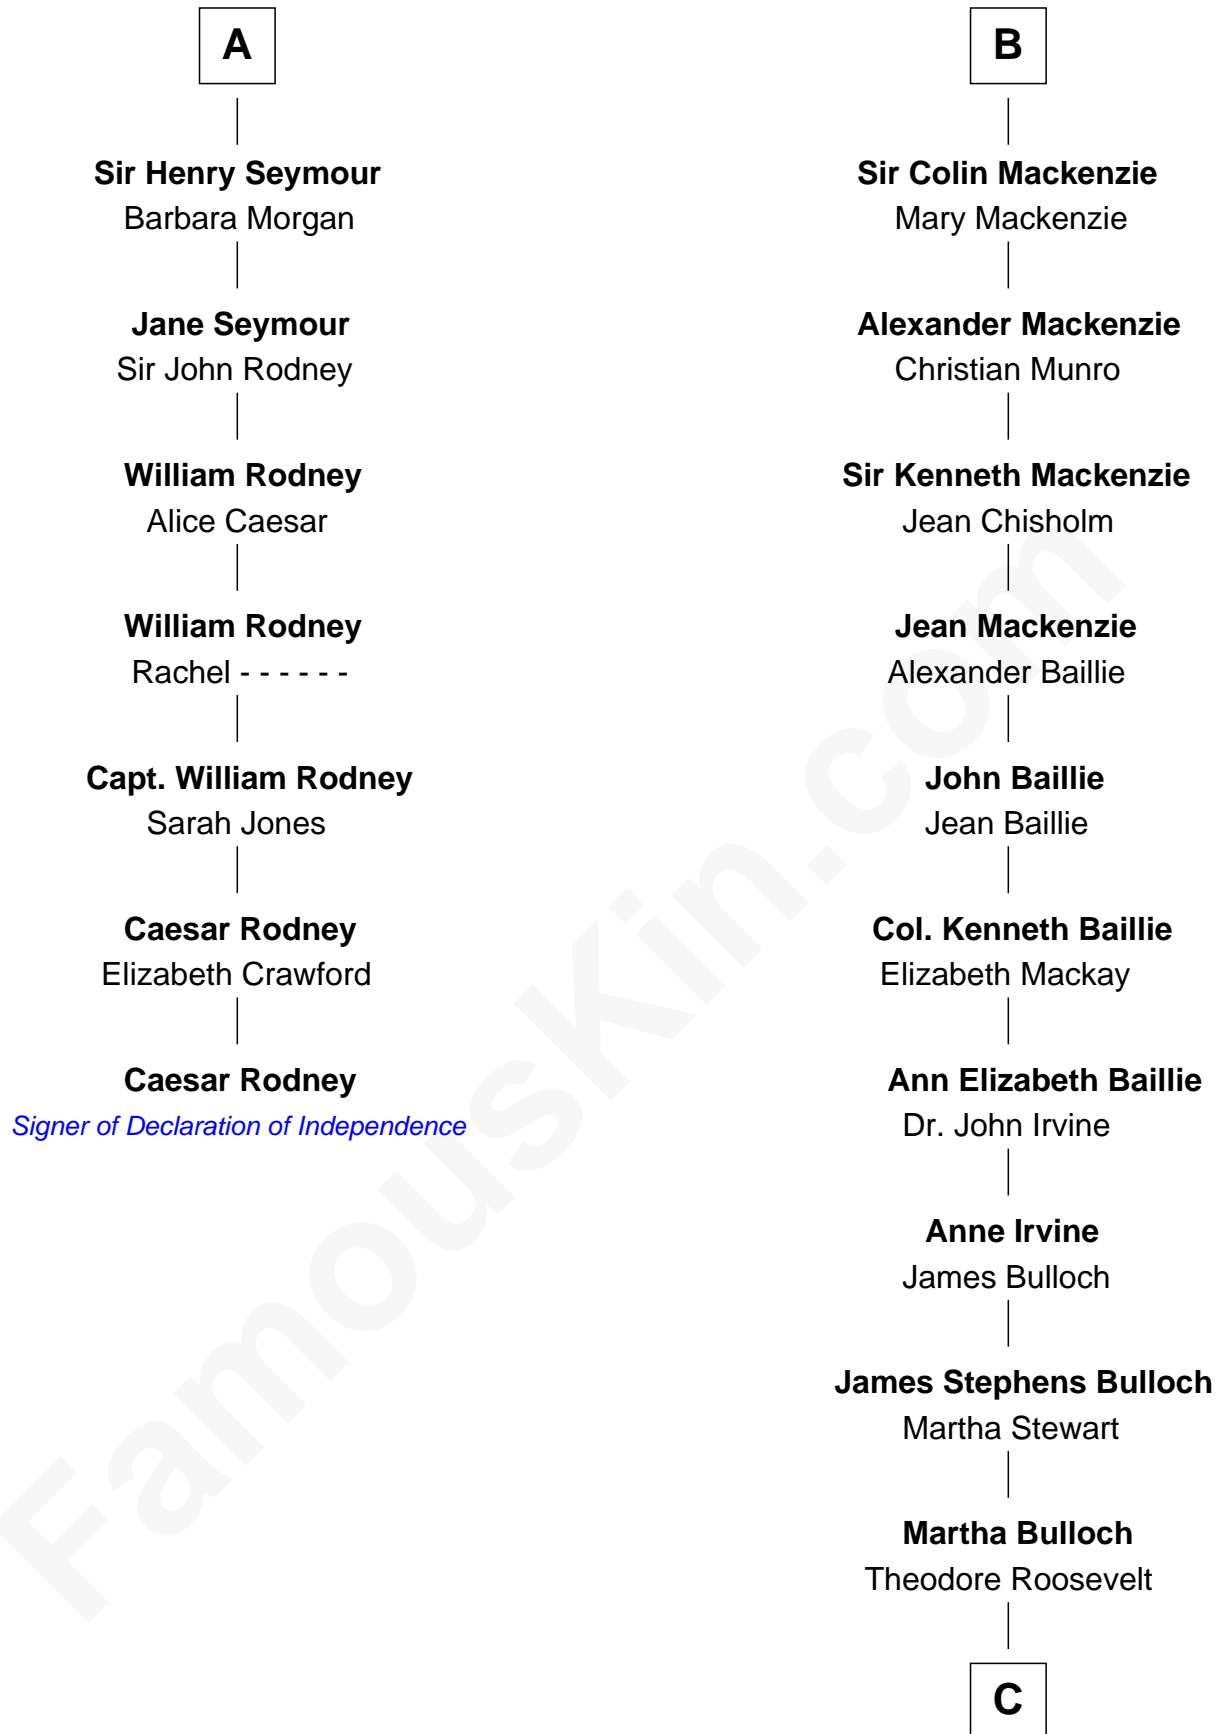 A
Sir Henry Seymour
Barbara Morgan
Jane Seymour
Sir John Rodney
William Rodney
Alice Caesar
William Rodney
Rachel - - - - - -
Capt. William Rodney
Sarah Jones
Caesar Rodney
Elizabeth Crawford
Caesar Rodney
Signer of Declaration of Independence
B
Sir Colin Mackenzie
Mary Mackenzie
Alexander Mackenzie
Christian Munro
Sir Kenneth Mackenzie
Jean Chisholm
Jean Mackenzie
Alexander Baillie
John Baillie
Jean Baillie
Col. Kenneth Baillie
Elizabeth Mackay
Ann Elizabeth Baillie
Dr. John Irvine
Anne Irvine
James Bulloch
James Stephens Bulloch
Martha Stewart
Martha Bulloch
Theodore Roosevelt
C
FamousKin.com